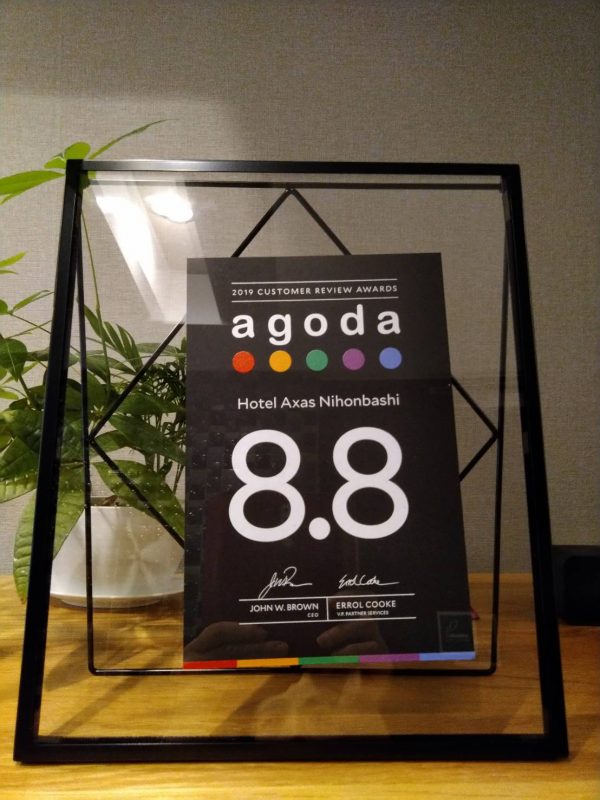 2019 CUSTOMER REVIEW AWARDS
agoda
Hotel Axas Nihonbashi
8.8
JOHN W. BROWN
CEO
ERROL COOKE
V.P. PARTNER SERVICES